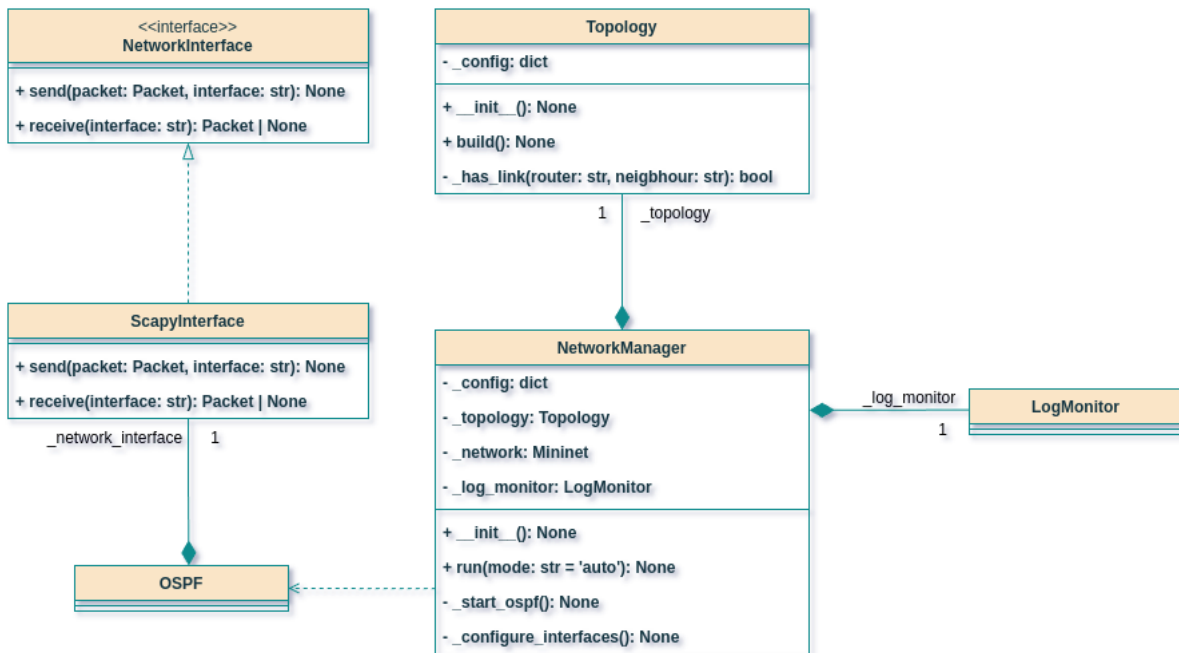 <<interface>>
NetworkInterface
+ send(packet: Packet, interface: str): None
+ receive(interface: str): Packet | None
Topology
- _config: dict
+ __init__(): None
+ build(): None
- _has_link(router: str, neigbhour: str): bool
1
_topology
ScapyInterface
+ send(packet: Packet, interface: str): None
+ receive(interface: str): Packet | None
_network_interface
1
OSPF
NetworkManager
- _config: dict
- _topology: Topology
- _network: Mininet
- _log_monitor: LogMonitor
+ __init__(): None
+ run(mode: str = 'auto'): None
- _start_ospf(): None
- _configure_interfaces(): None
_log_monitor
1
LogMonitor